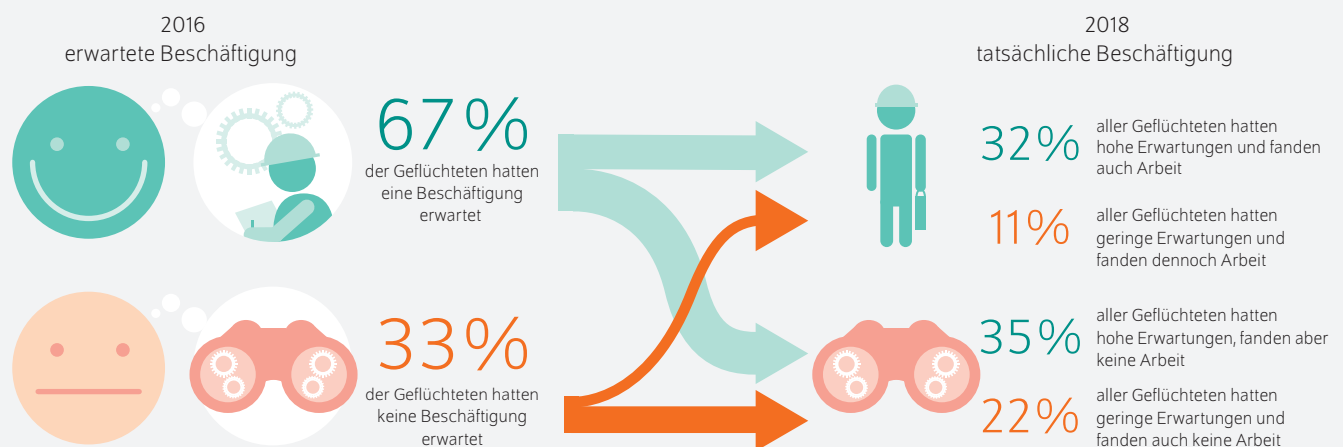 2016
erwartete Beschäftigung
67 %
der Geflüchteten hatten
eine Beschäftigung
erwartet
33 %
der Geflüchteten hatten
keine Beschäftigung
erwartet
2018
tatsächliche Beschäftigung
32 %
aller Geflüchteten hatten
hohe Erwartungen und fanden
auch Arbeit
11 %
aller Geflüchteten hatten
geringe Erwartungen und
fanden dennoch Arbeit
35 %
aller Geflüchteten hatten
hohe Erwartungen, fanden aber
keine Arbeit
22 %
aller Geflüchteten hatten
geringe Erwartungen und
fanden auch keine Arbeit